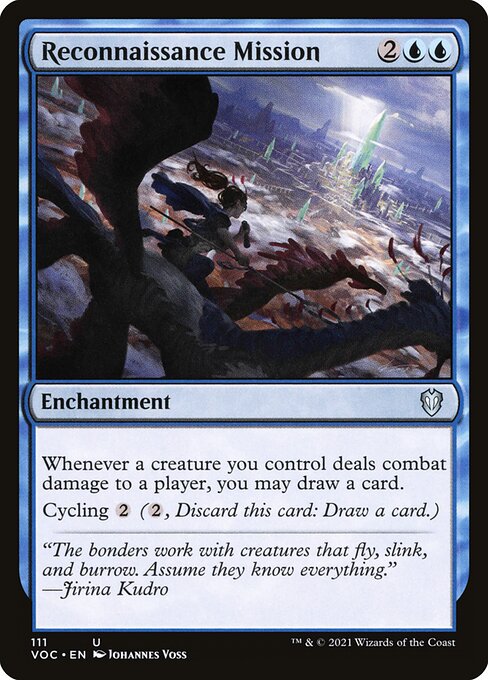 Reconnaissance Mission 2
Enchantment
Whenever a creature you control deals combat
damage to a player, you may draw a card.
Cycling 2 (2, Discard this card: Draw a card.)
“The bonders work with creatures that fly, slink,
and burrow. Assume they know everything.”
—Jirina Kudro
111 U
VOC • EN Johannes Voss
™ & © 2021 Wizards of the Coast